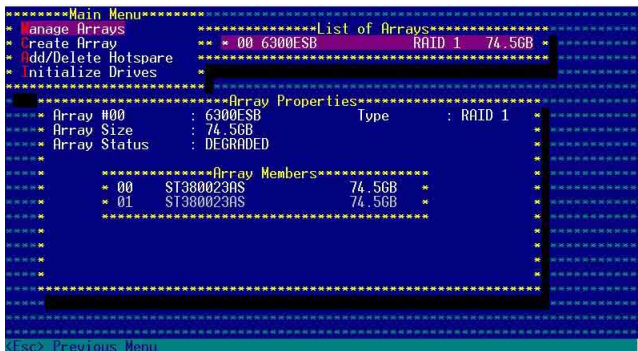 Main Menu
Manage Arrays
Create Array
Add/Delete Hotspare
Initialize Drives
List of Arrays
00 6300ESB RAID 1 74.5GB
Array Properties
Array #00 : 6300ESB Type : RAID 1
Array Size : 74.5GB
Array Status : DEGRADED
Array Members
00 ST380023AS 74.5GB
01 ST380023AS 74.5GB
<Esc> Previous Menu